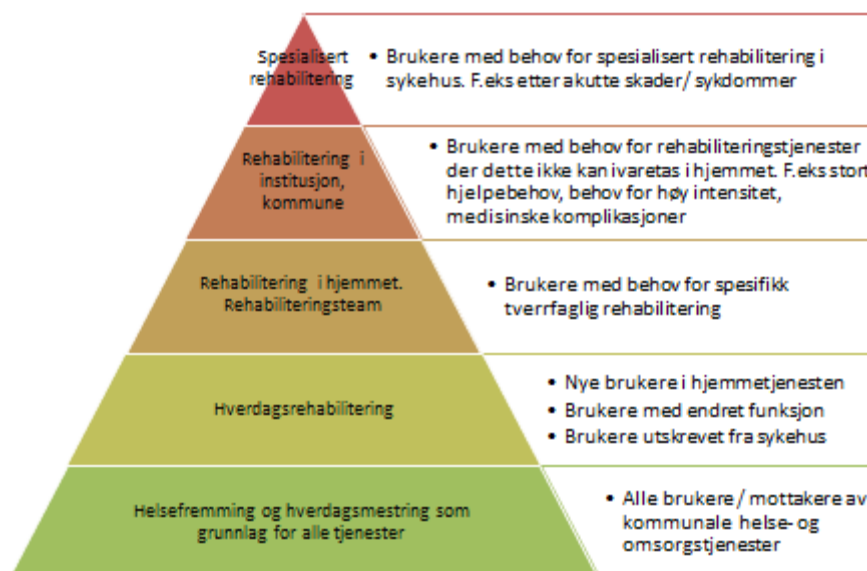 Spesialisert
rehabilitering
• Brukere med behov for spesialisert rehabilitering i
sykehus. F.eks etter akutte skader/ sykdommer
Rehabilitering i
institusjon,
kommune
• Brukere med behov for rehabiliteringstjenester
der dette ikke kan ivaretas i hjemmet. F.eks stort
hjelpebehov, behov for høy intensitet,
medisinske komplikasjoner
Rehabilitering i hjemmet.
Rehabiliteringsteam
• Brukere med behov for spesifikk
tverrfaglig rehabilitering
Hverdagsrehabilitering
• Nye brukere i hjemmetjenesten
• Brukere med endret funksjon
• Brukere utskrevet fra sykehus
Helsefremming og hverdagsmestring som
grunnlag for alle tjenester
• Alle brukere / mottakere av
kommunale helse- og
omsorgstjenester